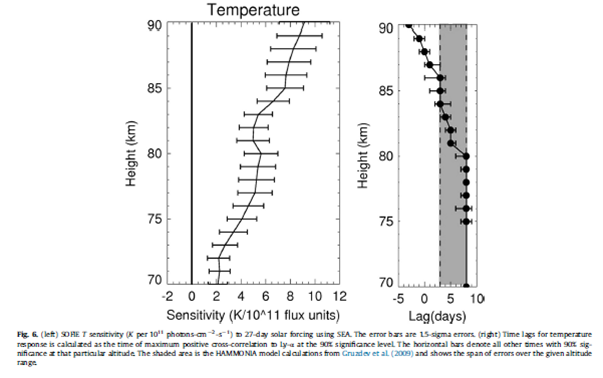 Temperature
90
85
80
75
70
Height (km)
-2 0 2 4 6 8 10 12
Sensitivity (K/10^11 flux units)
90
85
80
75
70
Height (km)
-5 0 5 10
Lag(days)
Fig. 6. (left) SOFIE T sensitivity (K per 10¹¹ photons-cm⁻²-s⁻¹) to 27-day solar forcing using SEA. The error bars are 1.5-sigma errors. (right) Time lags for temperature
response is calculated as the time of maximum positive cross-correlation to Ly-α at the 90% significance level. The horizontal bars denote all other times with 90% sig-
nificance at that particular altitude. The shaded area is the HAMMONIA model calculations from Gruzdev et al. (2009) and shows the span of errors over the given altitude
range.